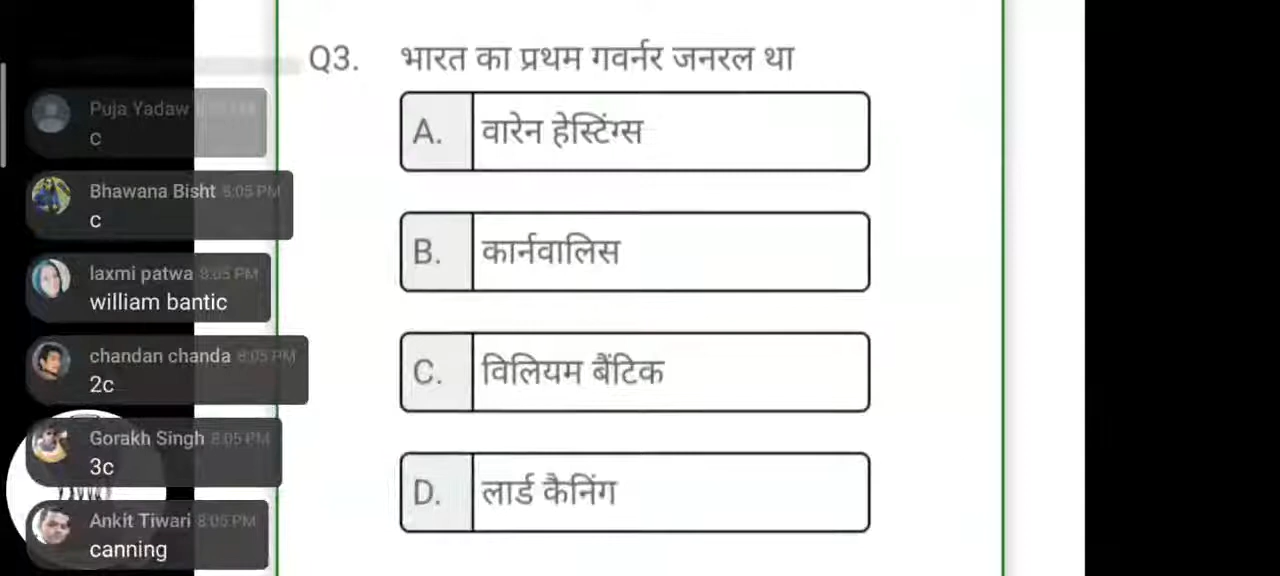 Q3. भारत का प्रथम गवर्नर जनरल था
A. वारेन हेस्टिंग्स
B. कार्नवालिस
C. विलियम बैंटिक
D. लार्ड कैनिंग
Puja Yadaw
c
Bhawana Bisht 8:05 PM
c
laxmi patwa 8:05 PM
william bantic
chandan chanda 8:05 PM
2c
Gorakh Singh 8:05 PM
3c
Ankit Tiwari 8:05 PM
canning